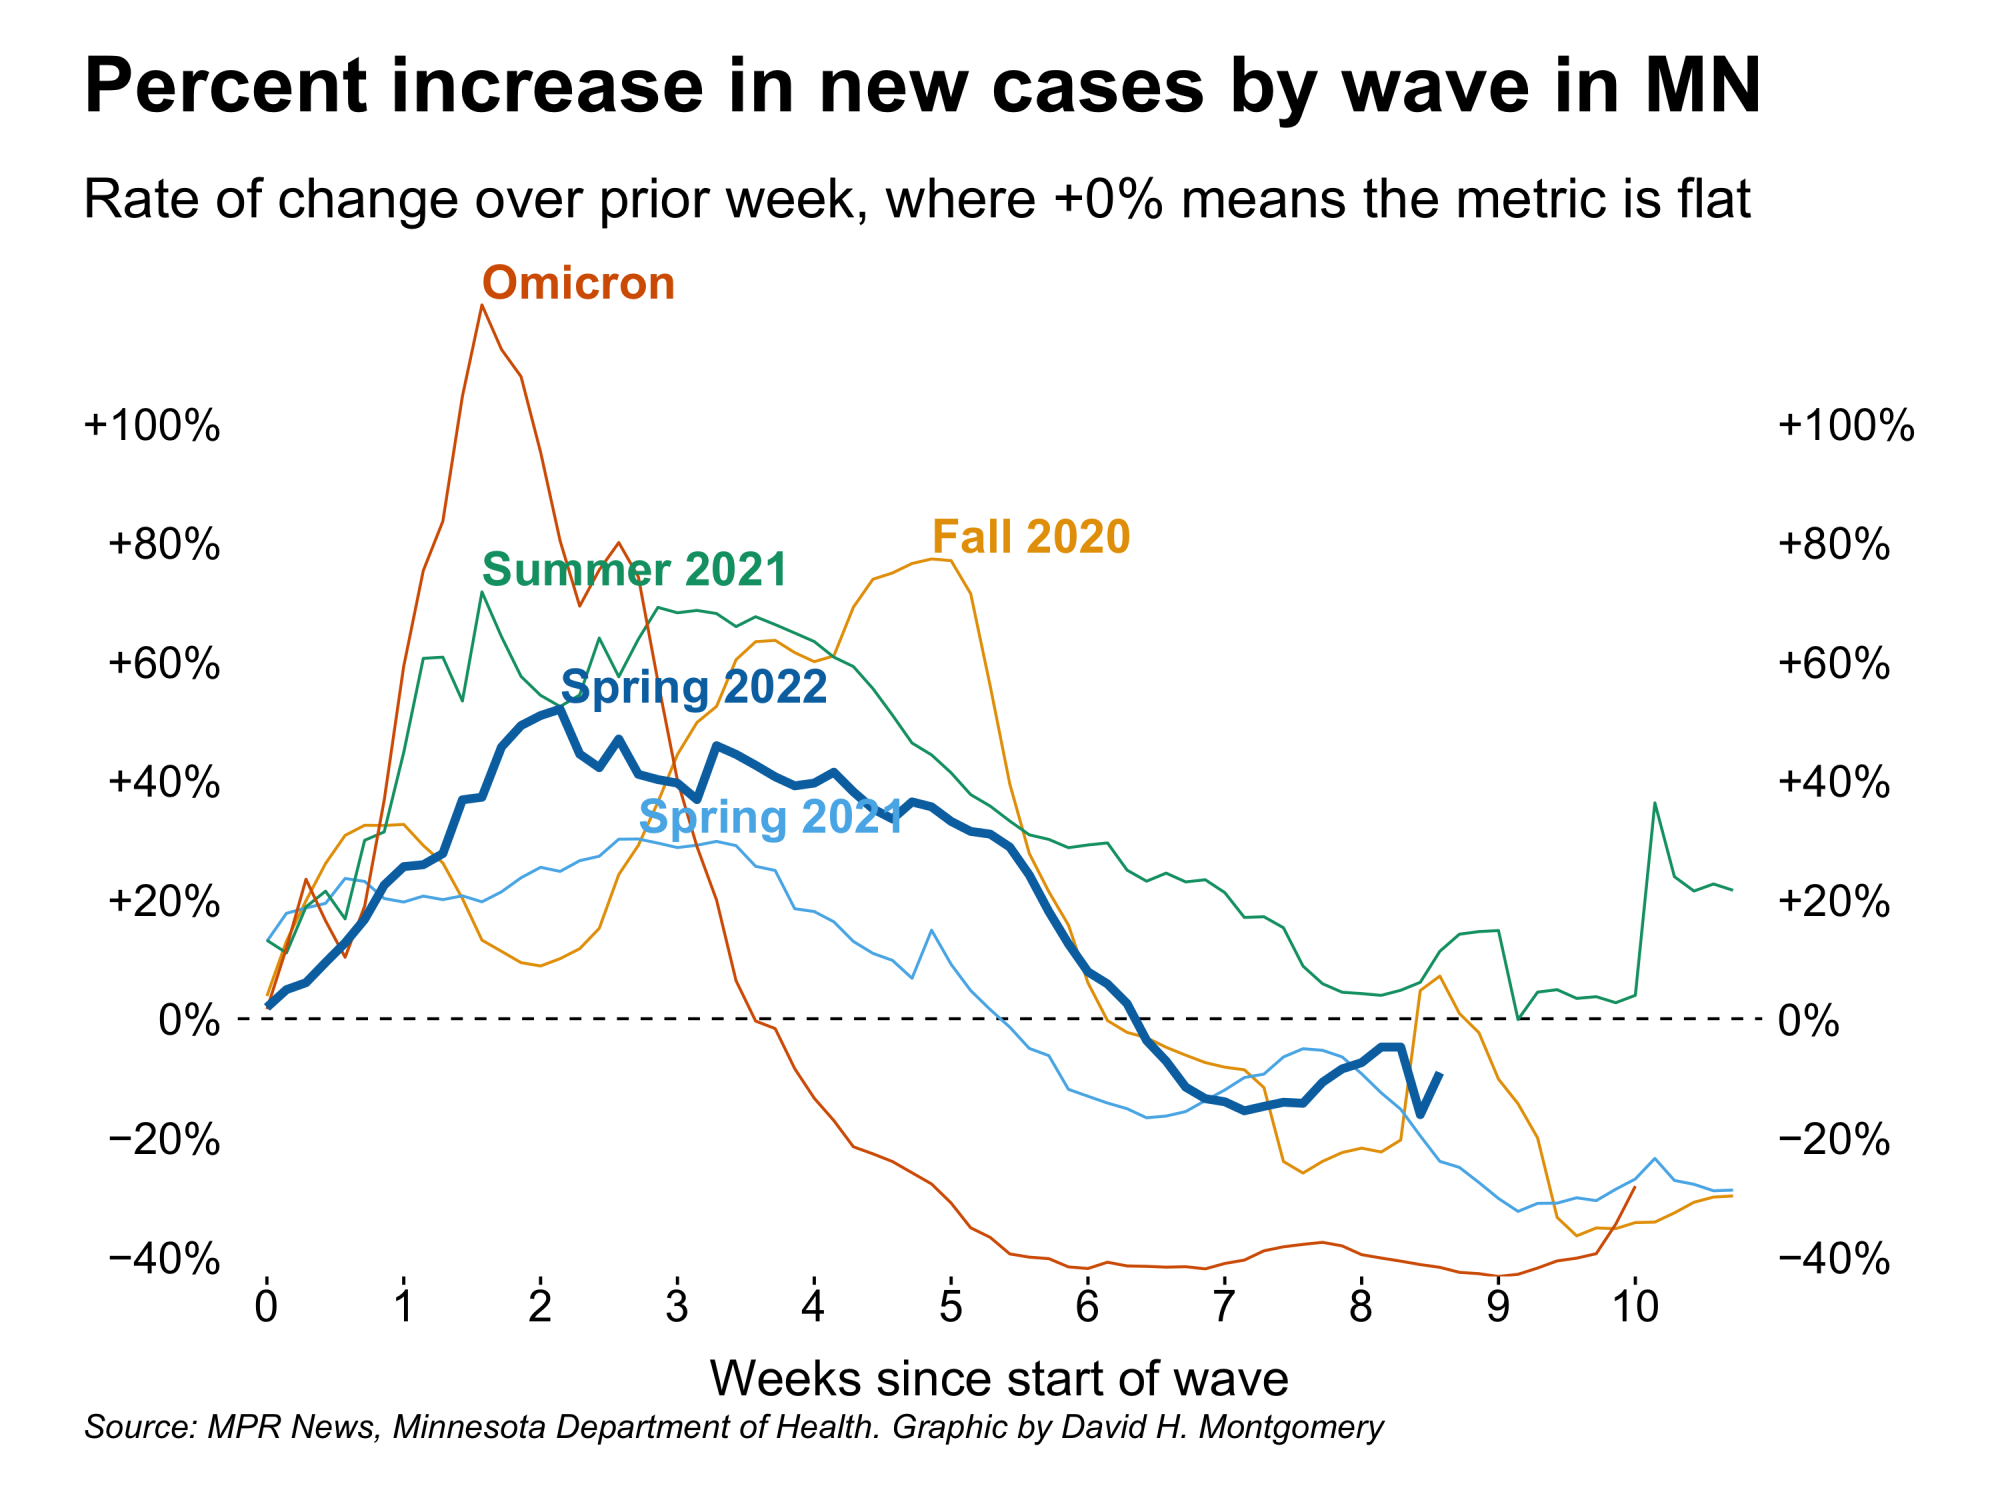 Percent increase in new cases by wave in MN
Rate of change over prior week, where +0% means the metric is flat
Omicron
+100% +100%
Fall 2020
+80% +80%
Summer 2021
+60% +60%
Spring 2022
+40% +40%
Spring 2021
+20% +20%
0% 0%
−20% −20%
−40% −40%
0 1 2 3 4 5 6 7 8 9 10
Weeks since start of wave
Source: MPR News, Minnesota Department of Health. Graphic by David H. Montgomery